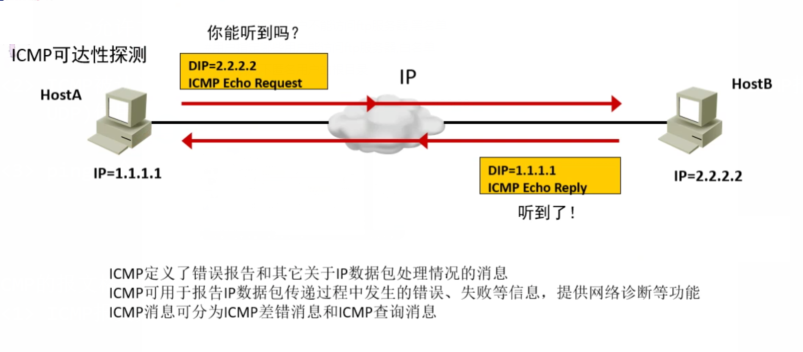 你能听到吗？
ICMP可达性探测
DIP=2.2.2.2
ICMP Echo Request
IP
HostA
HostB
IP=1.1.1.1
DIP=1.1.1.1
ICMP Echo Reply
IP=2.2.2.2
听到了！
ICMP定义了错误报告和其它关于IP数据包处理情况的消息
ICMP可用于报告IP数据包传递过程中发生的错误、失败等信息，提供网络诊断等功能
ICMP消息可分为ICMP差错消息和ICMP查询消息